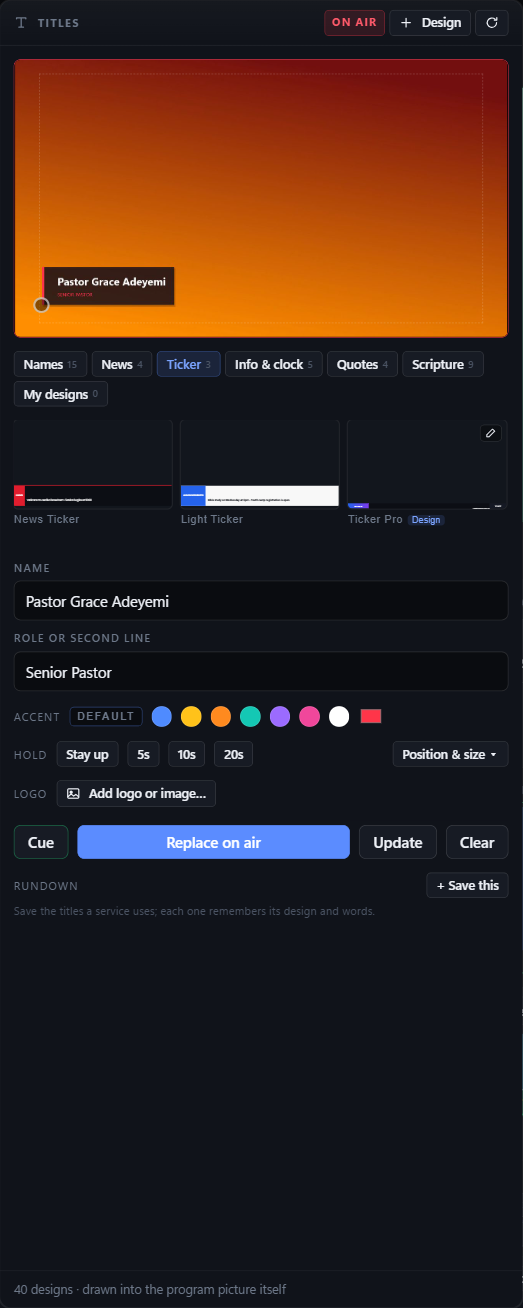 TITLES
ON AIR
+ Design
Pastor Grace Adeyemi
SENIOR PASTOR
Names 15
News 4
Ticker 3
Info & clock 5
Quotes 4
Scripture 9
My designs 0
News Ticker
Light Ticker
Ticker Pro Design
NAME
Pastor Grace Adeyemi
ROLE OR SECOND LINE
Senior Pastor
ACCENT DEFAULT
HOLD Stay up 5s 10s 20s Position & size
LOGO Add logo or image...
Cue Replace on air Update Clear
RUNDOWN + Save this
Save the titles a service uses; each one remembers its design and words.
40 designs · drawn into the program picture itself